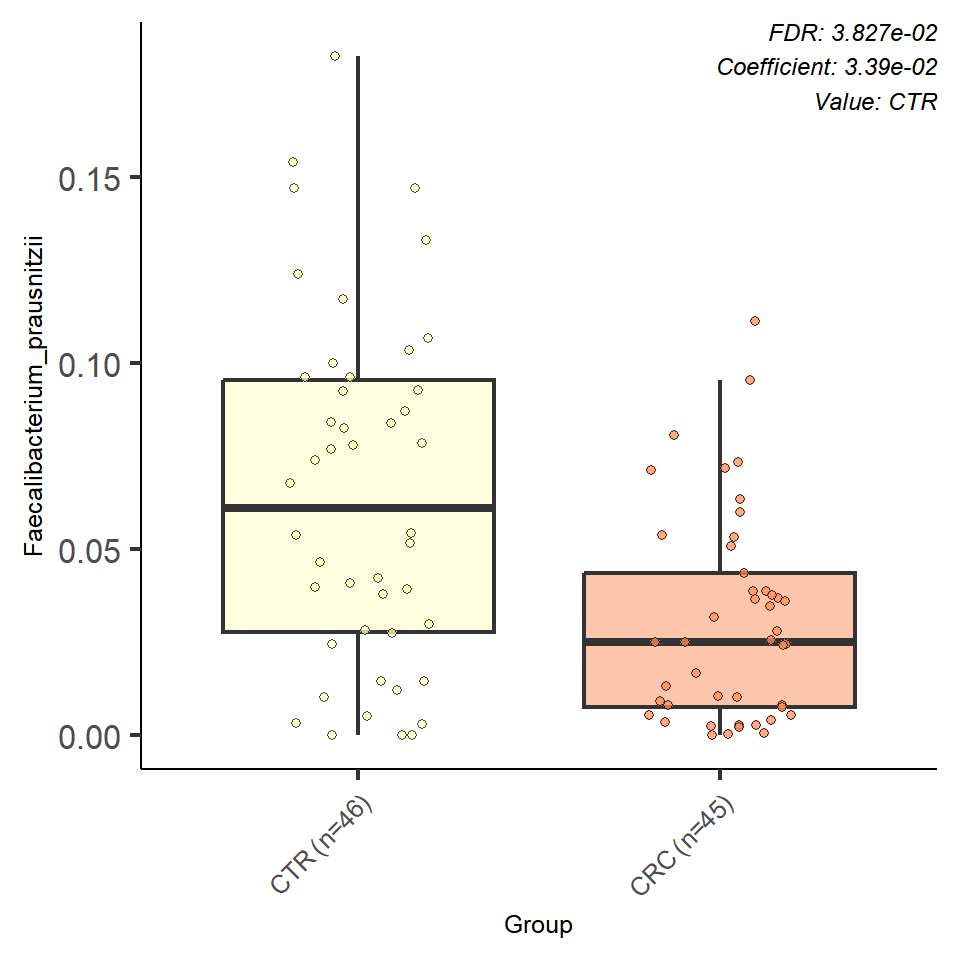 FDR: 3.827e-02
Coefficient: 3.39e-02
Value: CTR
Faecalibacterium_prausnitzii
0.15
0.10
0.05
0.00
CTR (n=46)
CRC (n=45)
Group